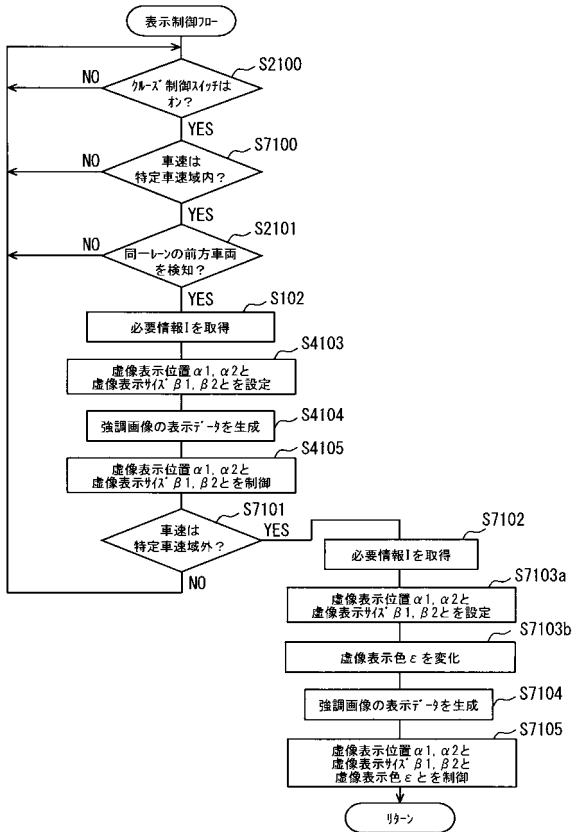 表示制御フロー
S2100
クルーズ制御スイッチは
オン？
NO
YES
S7100
車速は
特定車速域内？
NO
YES
S2101
同一レーンの前方車両
を検知？
NO
YES
S102
必要情報Iを取得
S4103
虚像表示位置α1, α2と
虚像表示サイズβ1, β2とを設定
S4104
強調画像の表示データを生成
S4105
虚像表示位置α1, α2と
虚像表示サイズβ1, β2とを制御
S7101
車速は
特定車速域外？
YES
NO
S7102
必要情報Iを取得
S7103a
虚像表示位置α1, α2と
虚像表示サイズβ1, β2とを設定
S7103b
虚像表示色εを変化
S7104
強調画像の表示データを生成
S7105
虚像表示位置α1, α2と
虚像表示サイズβ1, β2と
虚像表示色εとを制御
リターン